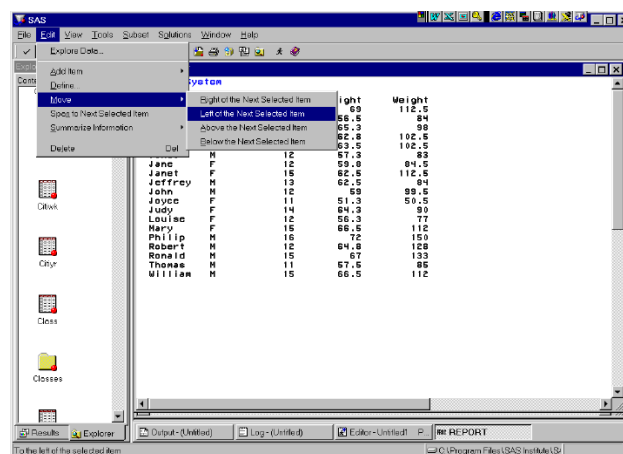 SAS
File Edit View Tools Subset Solutions Window Help
Explore Data...
Add Item
Define...
Move
Span to Next Selected Item
Summarize Information
Delete Del
Right of the Next Selected Item
Left of the Next Selected Item
Above the Next Selected Item
Below the Next Selected Item
System
ight Weight
69 112.5
56.5 84
65.3 98
62.8 102.5
63.5 102.5
M 12 57.3 83
Jane F 12 59.8 84.5
Janet F 15 62.5 112.5
Jeffrey M 13 62.5 84
John M 12 59 99.5
Joyce F 11 51.3 50.5
Judy F 14 64.3 90
Louise F 12 56.3 77
Mary F 15 66.5 112
Philip M 16 72 150
Robert M 12 64.8 128
Ronald M 15 67 133
Thomas M 11 57.5 85
William M 15 66.5 112
Citiwk
Cityr
Class
Classes
Results Explorer
Output - (Untitled) Log - (Untitled) Editor - Untitled1 P... REPORT
To the left of the selected item
C:\Program Files\SAS Institute\S/